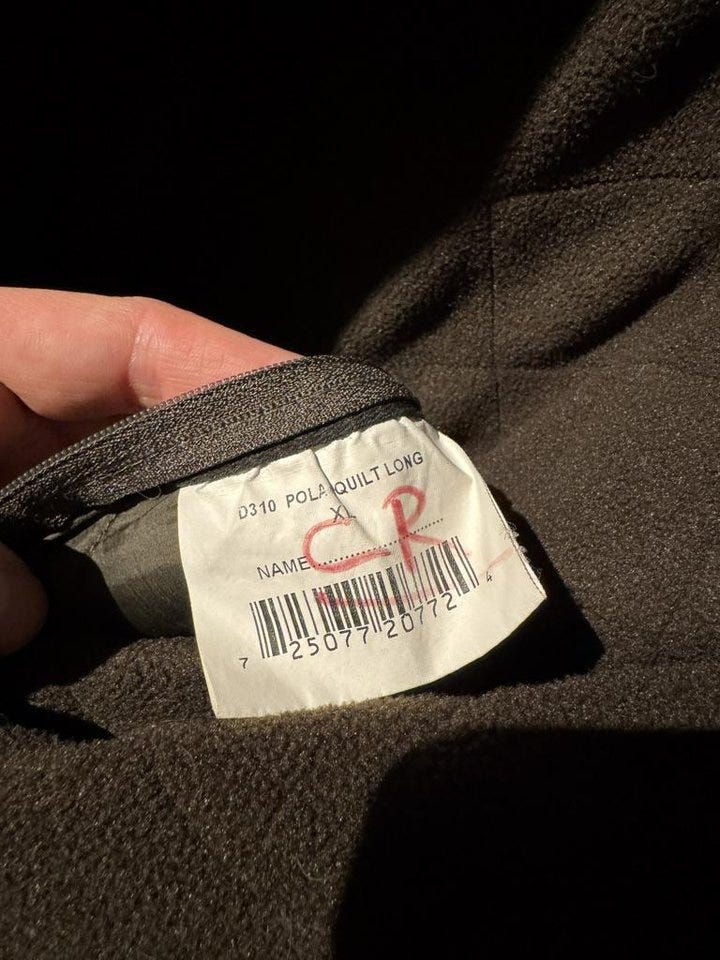 D310 POLA QUILT LONG
XL
NAME.................... CR
7 25077 20772 4